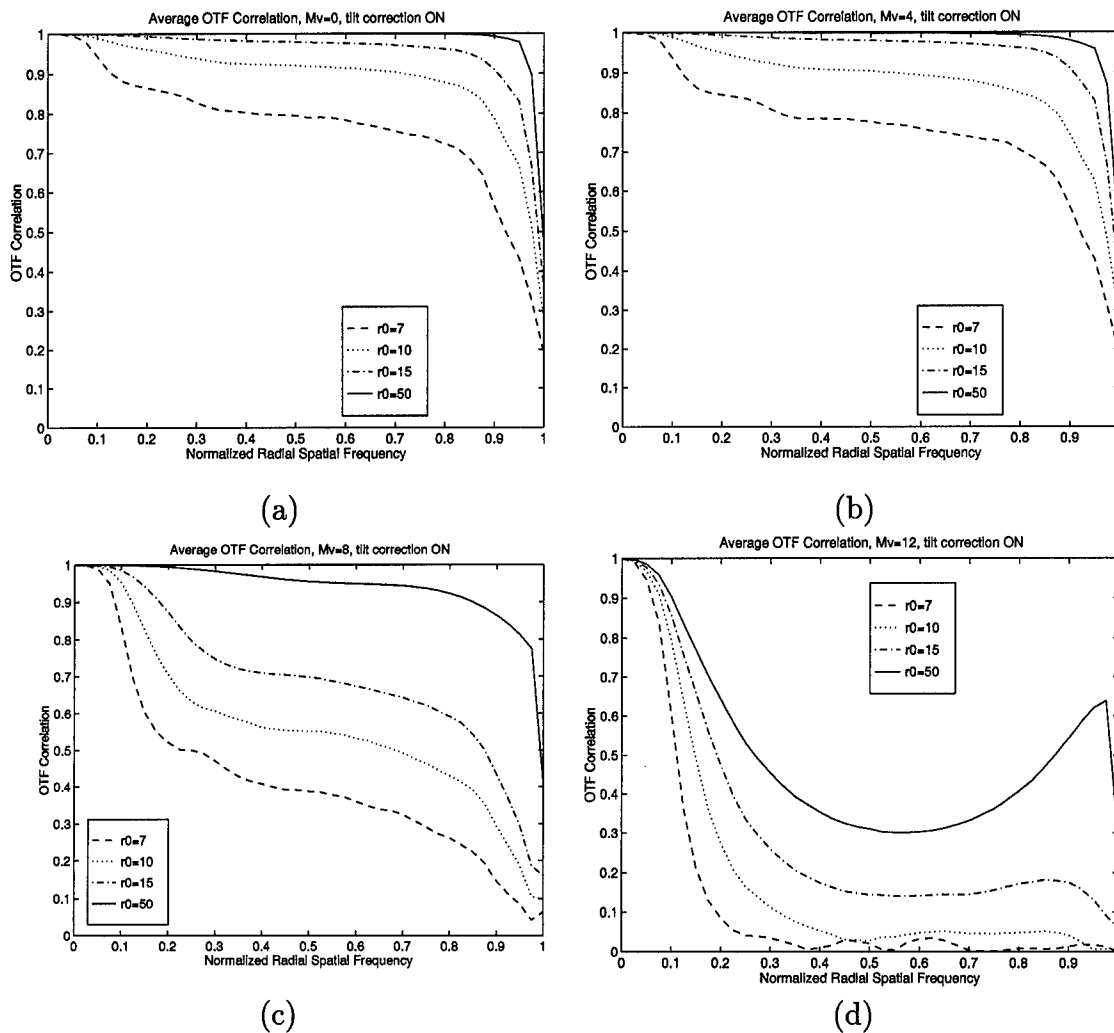 Average OTF Correlation, Mv=0, tilt correction ON
1
0.9
0.8
0.7
0.6
0.5
0.4
0.3
0.2
0.1
0
OTF Correlation
r0=7
r0=10
r0=15
r0=50
0 0.1 0.2 0.3 0.4 0.5 0.6 0.7 0.8 0.9 1
Normalized Radial Spatial Frequency
(a)
Average OTF Correlation, Mv=4, tilt correction ON
1
0.9
0.8
0.7
0.6
0.5
0.4
0.3
0.2
0.1
0
OTF Correlation
r0=7
r0=10
r0=15
r0=50
0 0.1 0.2 0.3 0.4 0.5 0.6 0.7 0.8 0.9
Normalized Radial Spatial Frequency
(b)
Average OTF Correlation, Mv=8, tilt correction ON
1
0.9
0.8
0.7
0.6
0.5
0.4
0.3
0.2
0.1
0
OTF Correlation
r0=7
r0=10
r0=15
r0=50
0 0.1 0.2 0.3 0.4 0.5 0.6 0.7 0.8 0.9 1
Normalized Radial Spatial Frequency
(c)
Average OTF Correlation, Mv=12, tilt correction ON
1
0.9
0.8
0.7
0.6
0.5
0.4
0.3
0.2
0.1
0
OTF Correlation
r0=7
r0=10
r0=15
r0=50
0 0.1 0.2 0.3 0.4 0.5 0.6 0.7 0.8 0.9
Normalized Radial Spatial Frequency
(d)